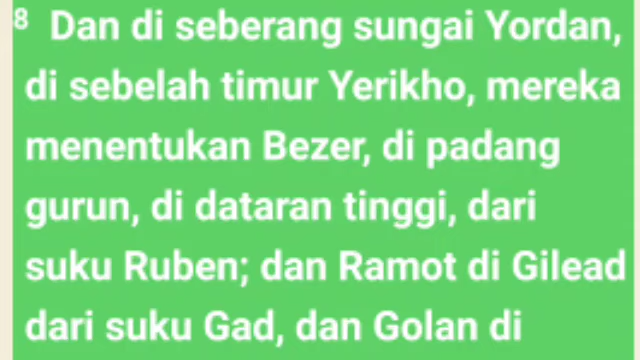 8 Dan di seberang sungai Yordan,
di sebelah timur Yerikho, mereka
menentukan Bezer, di padang
gurun, di dataran tinggi, dari
suku Ruben; dan Ramot di Gilead
dari suku Gad, dan Golan di